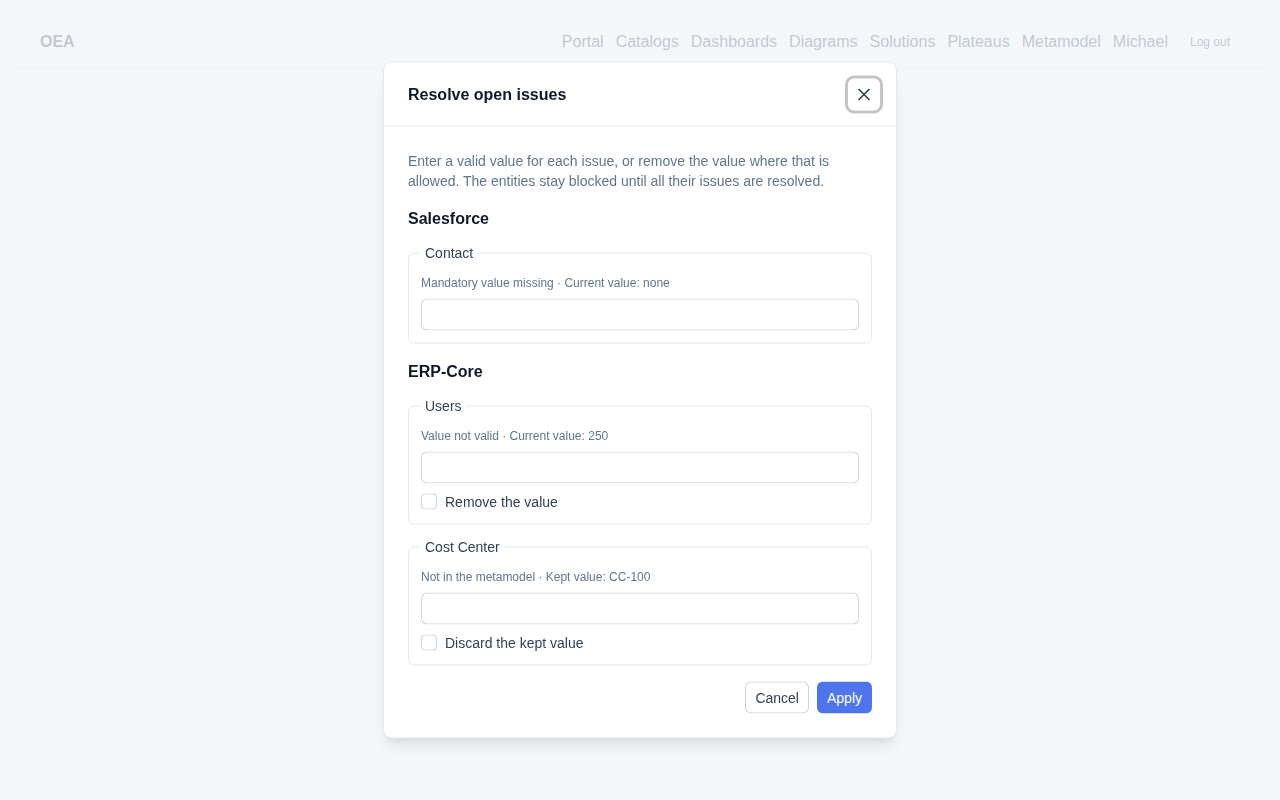 OEA
Portal Catalogs Dashboards Diagrams Solutions Plateaus Metamodel Michael Log out
Resolve open issues
Enter a valid value for each issue, or remove the value where that is
allowed. The entities stay blocked until all their issues are resolved.
Salesforce
Contact
Mandatory value missing · Current value: none
ERP-Core
Users
Value not valid · Current value: 250
Remove the value
Cost Center
Not in the metamodel · Kept value: CC-100
Discard the kept value
Cancel Apply